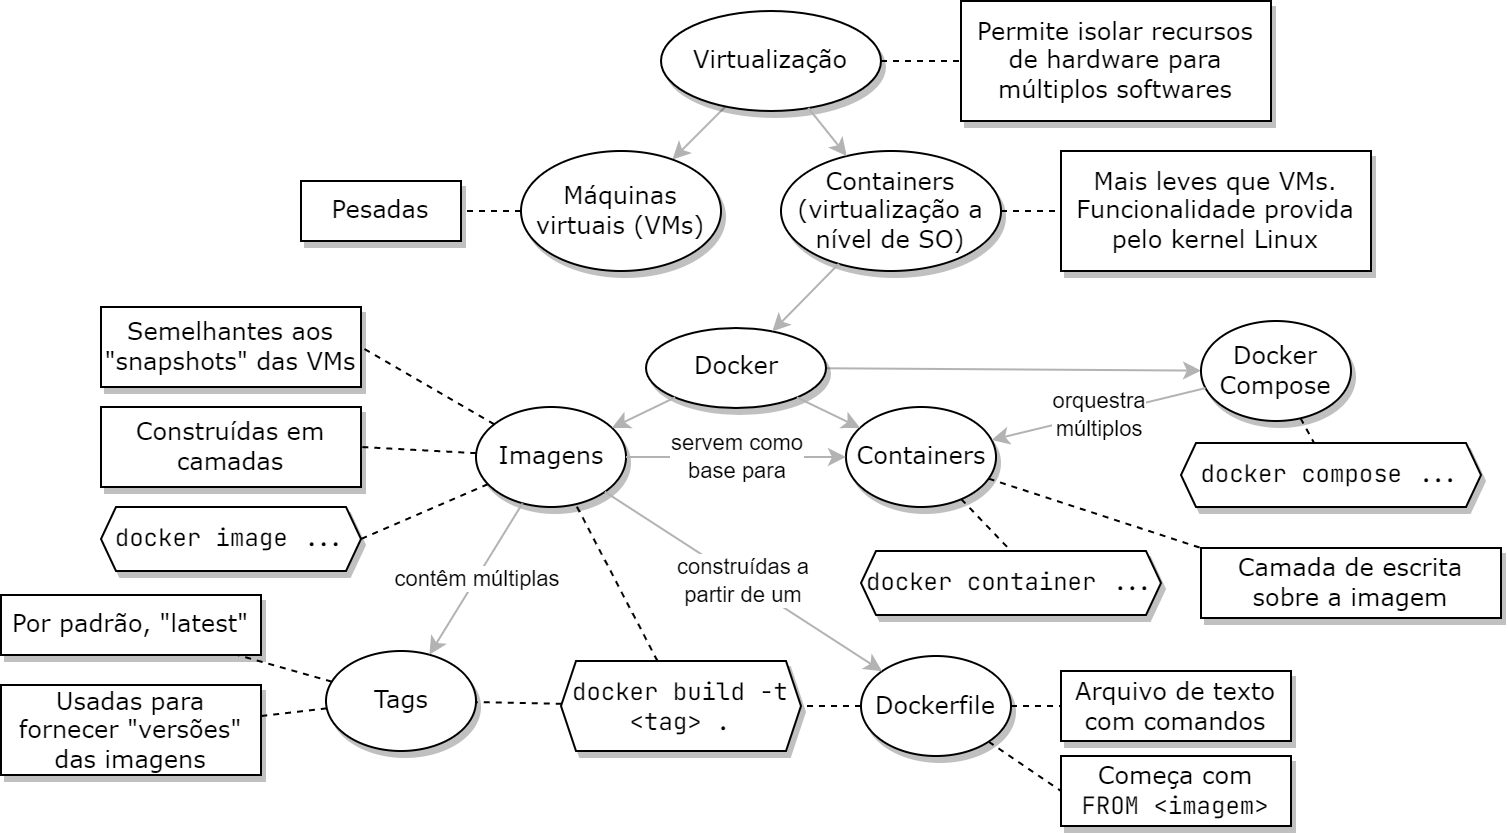 Virtualização
Permite isolar recursos
de hardware para
múltiplos softwares
Pesadas
Máquinas
virtuais (VMs)
Containers
(virtualização a
nível de SO)
Mais leves que VMs.
Funcionalidade provida
pelo kernel Linux
Semelhantes aos
"snapshots" das VMs
Docker
Docker
Compose
orquestra
múltiplos
Construídas em
camadas
Imagens
servem como
base para
Containers
docker compose ...
docker image ...
contêm múltiplas
construídas a
partir de um
docker container ...
Camada de escrita
sobre a imagem
Por padrão, "latest"
Usadas para
fornecer "versões"
das imagens
Tags
docker build -t
<tag> .
Dockerfile
Arquivo de texto
com comandos
Começa com
FROM <imagem>